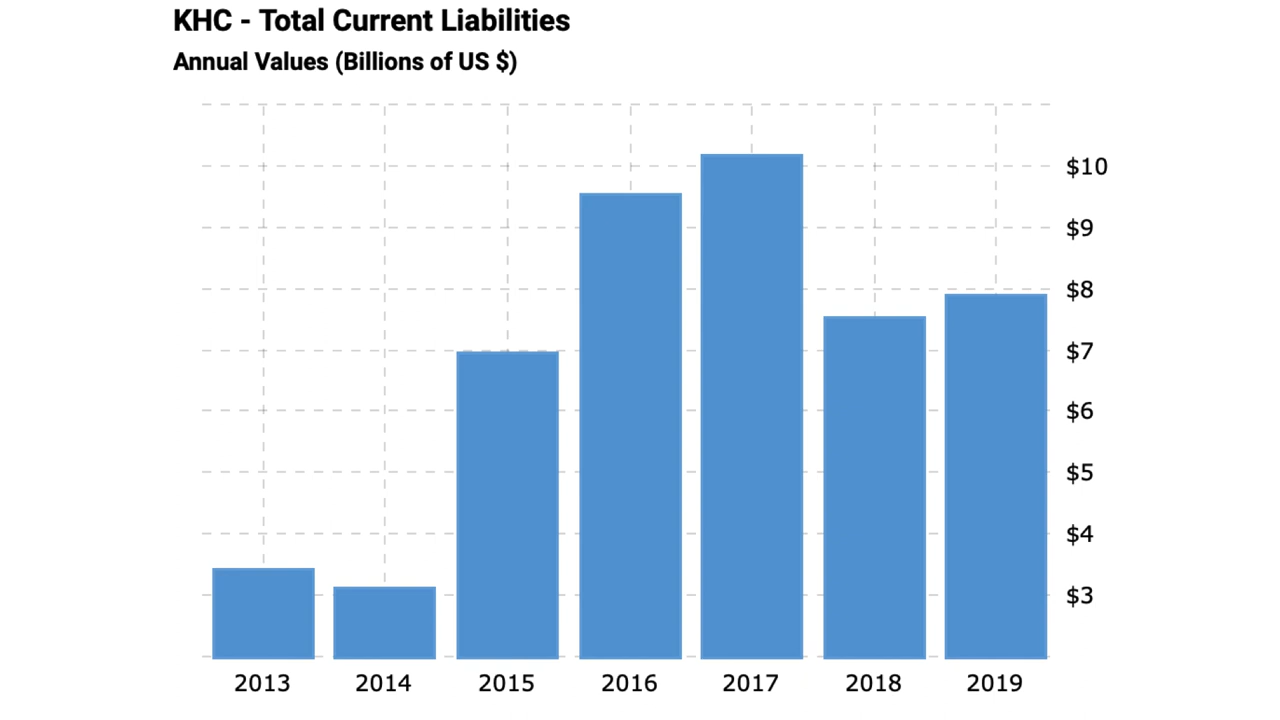 KHC - Total Current Liabilities
Annual Values (Billions of US $)
$10
$9
$8
$7
$6
$5
$4
$3
2013 2014 2015 2016 2017 2018 2019